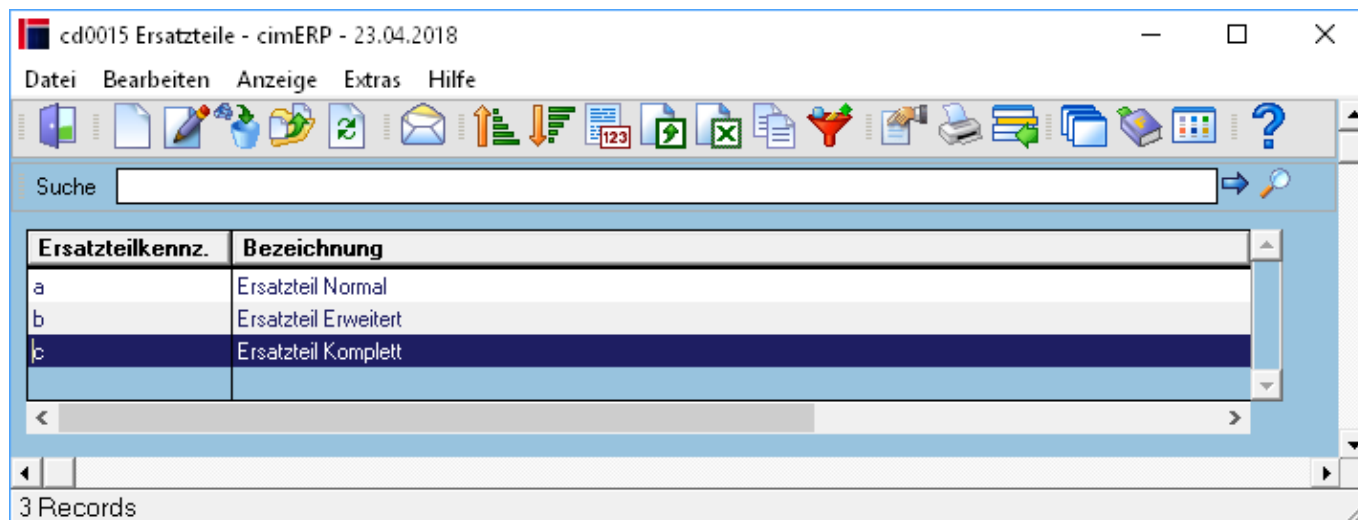 cd0015 Ersatzteile - cimERP - 23.04.2018
Datei Bearbeiten Anzeige Extras Hilfe
123
?
Suche
Ersatzteilkennz. Bezeichnung
a Ersatzteil Normal
b Ersatzteil Erweitert
c Ersatzteil Komplett
3 Records